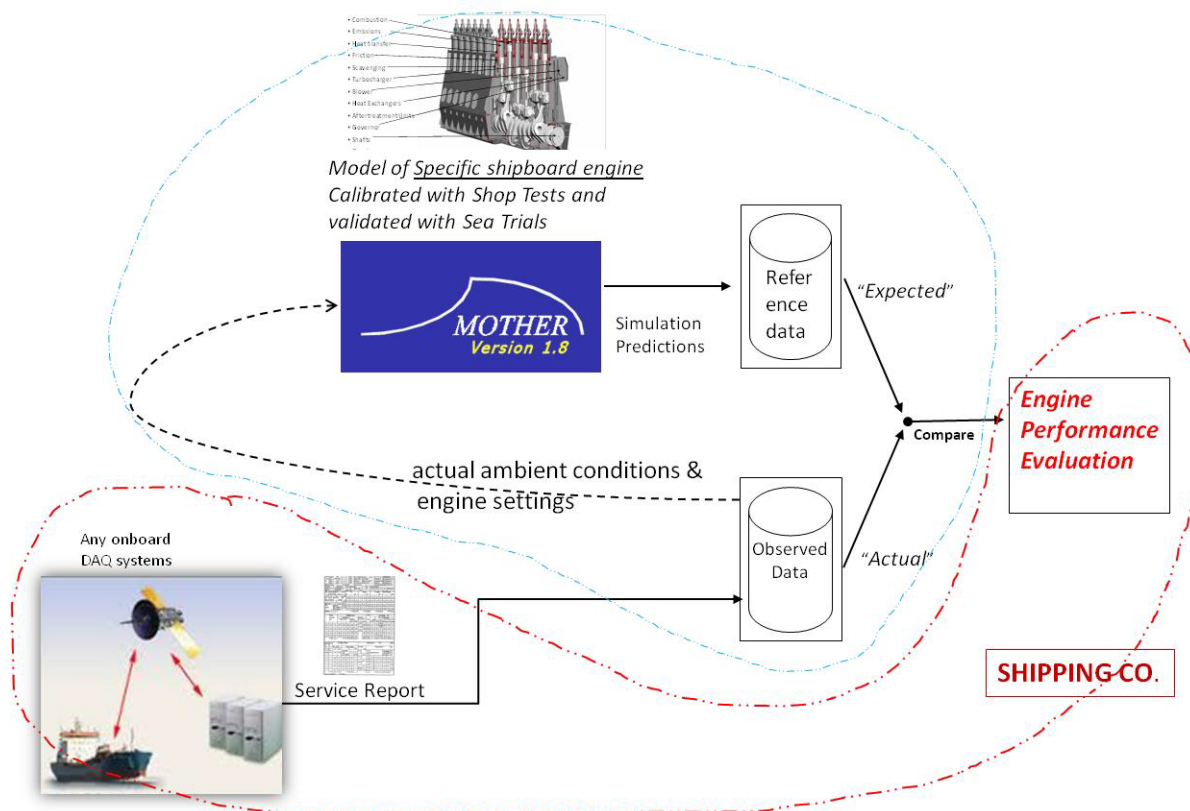 • Combustion
• Emissions
• Heat transfer
• Friction
• Scavenging
• Turbocharger
• Blower
• Heat Exchangers
• Aftertreatment Units
• Governor
• Shafts
Model of Specific shipboard engine
Calibrated with Shop Tests and
validated with Sea Trials
MOTHER
Version 1.8
Simulation
Predictions
Refer
ence
data
“Expected”
Compare
Engine
Performance
Evaluation
actual ambient conditions &
engine settings
Observed
Data
“Actual”
Any onboard
DAQ systems
Service Report
SHIPPING CO.